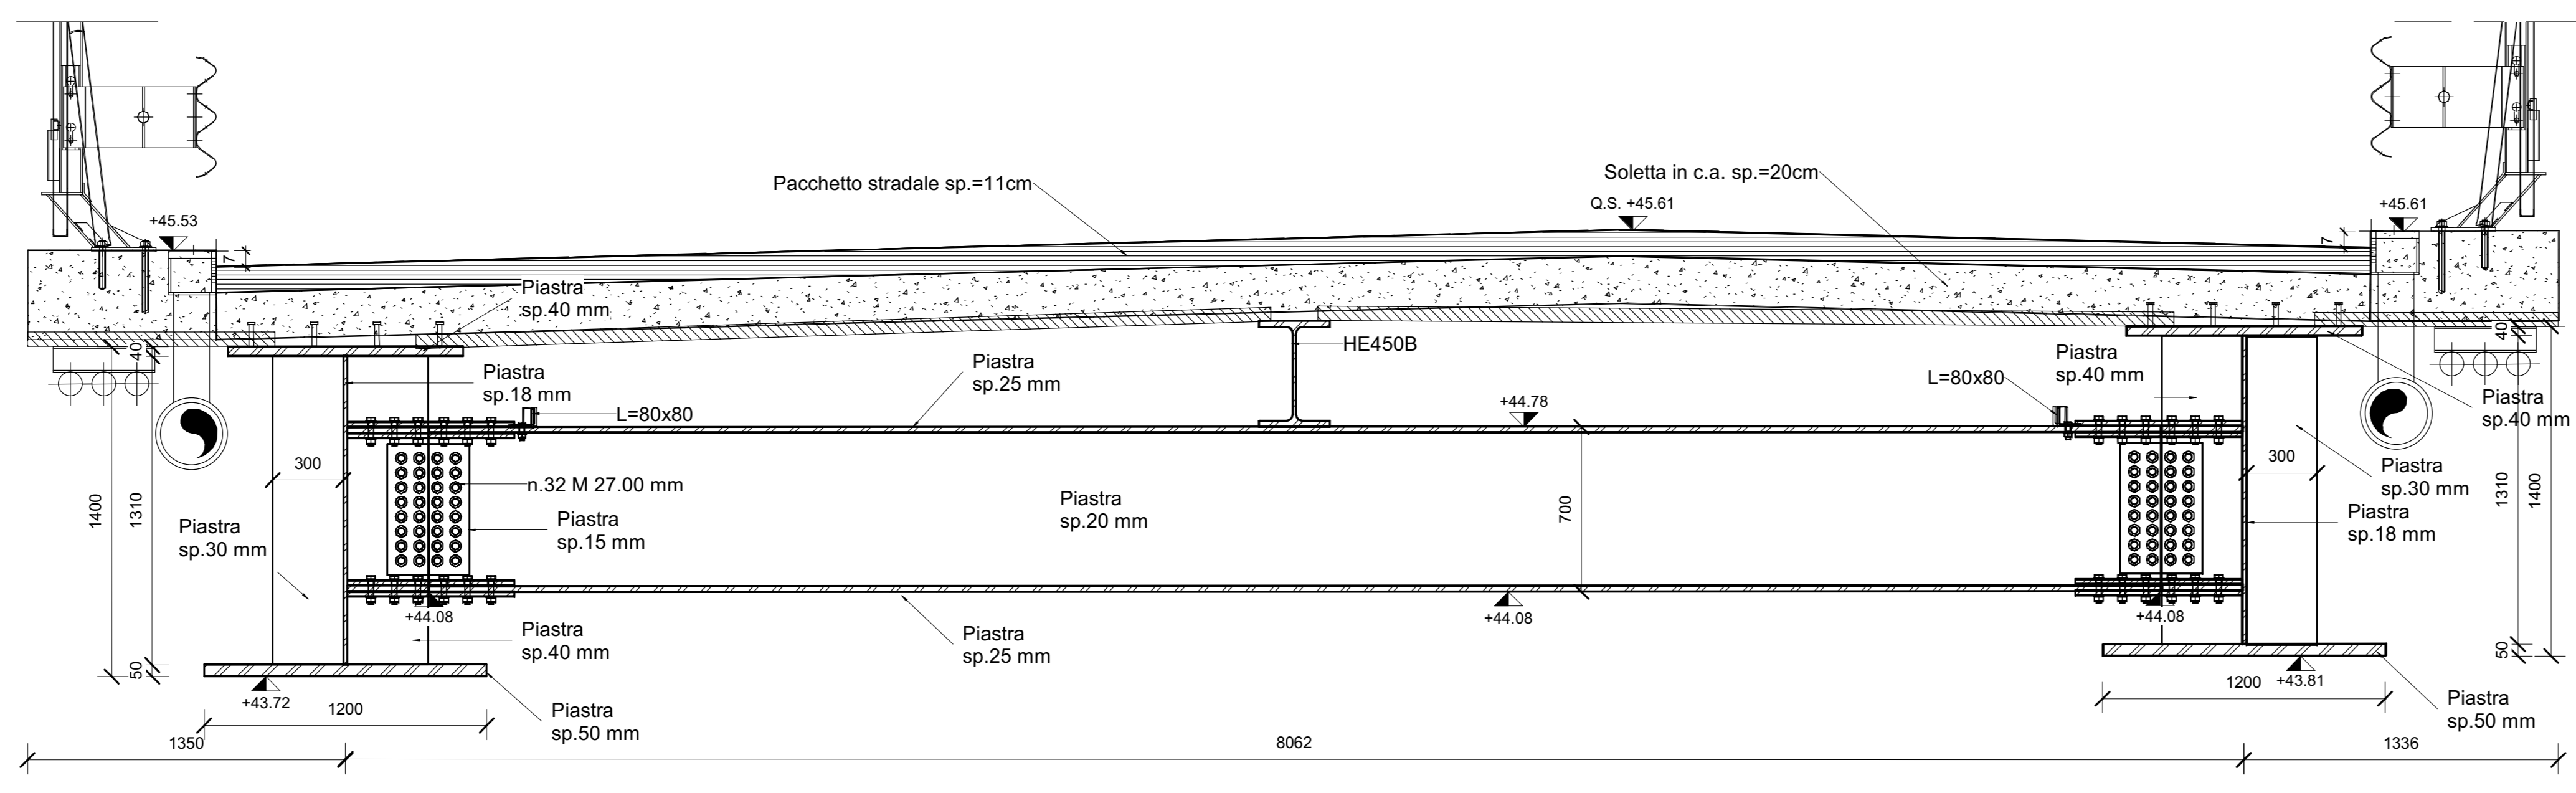 Pacchetto stradale sp.=11cm
Soletta in c.a. sp.=20cm
Q.S. +45.61
+45.53
+45.61
7
7
Piastra
sp.40 mm
HE450B
40
40
Piastra
sp.18 mm
Piastra
sp.25 mm
Piastra
sp.40 mm
L=80x80
L=80x80
+44.78
Piastra
sp.40 mm
300
300
n.32 M 27.00 mm
Piastra
sp.15 mm
Piastra
sp.20 mm
700
Piastra
sp.30 mm
Piastra
sp.30 mm
Piastra
sp.18 mm
1400
1310
1310
1400
+44.08
+44.08
+44.08
Piastra
sp.40 mm
Piastra
sp.25 mm
50
50
+43.72
+43.81
1200
1200
Piastra
sp.50 mm
Piastra
sp.50 mm
1350
8062
1336